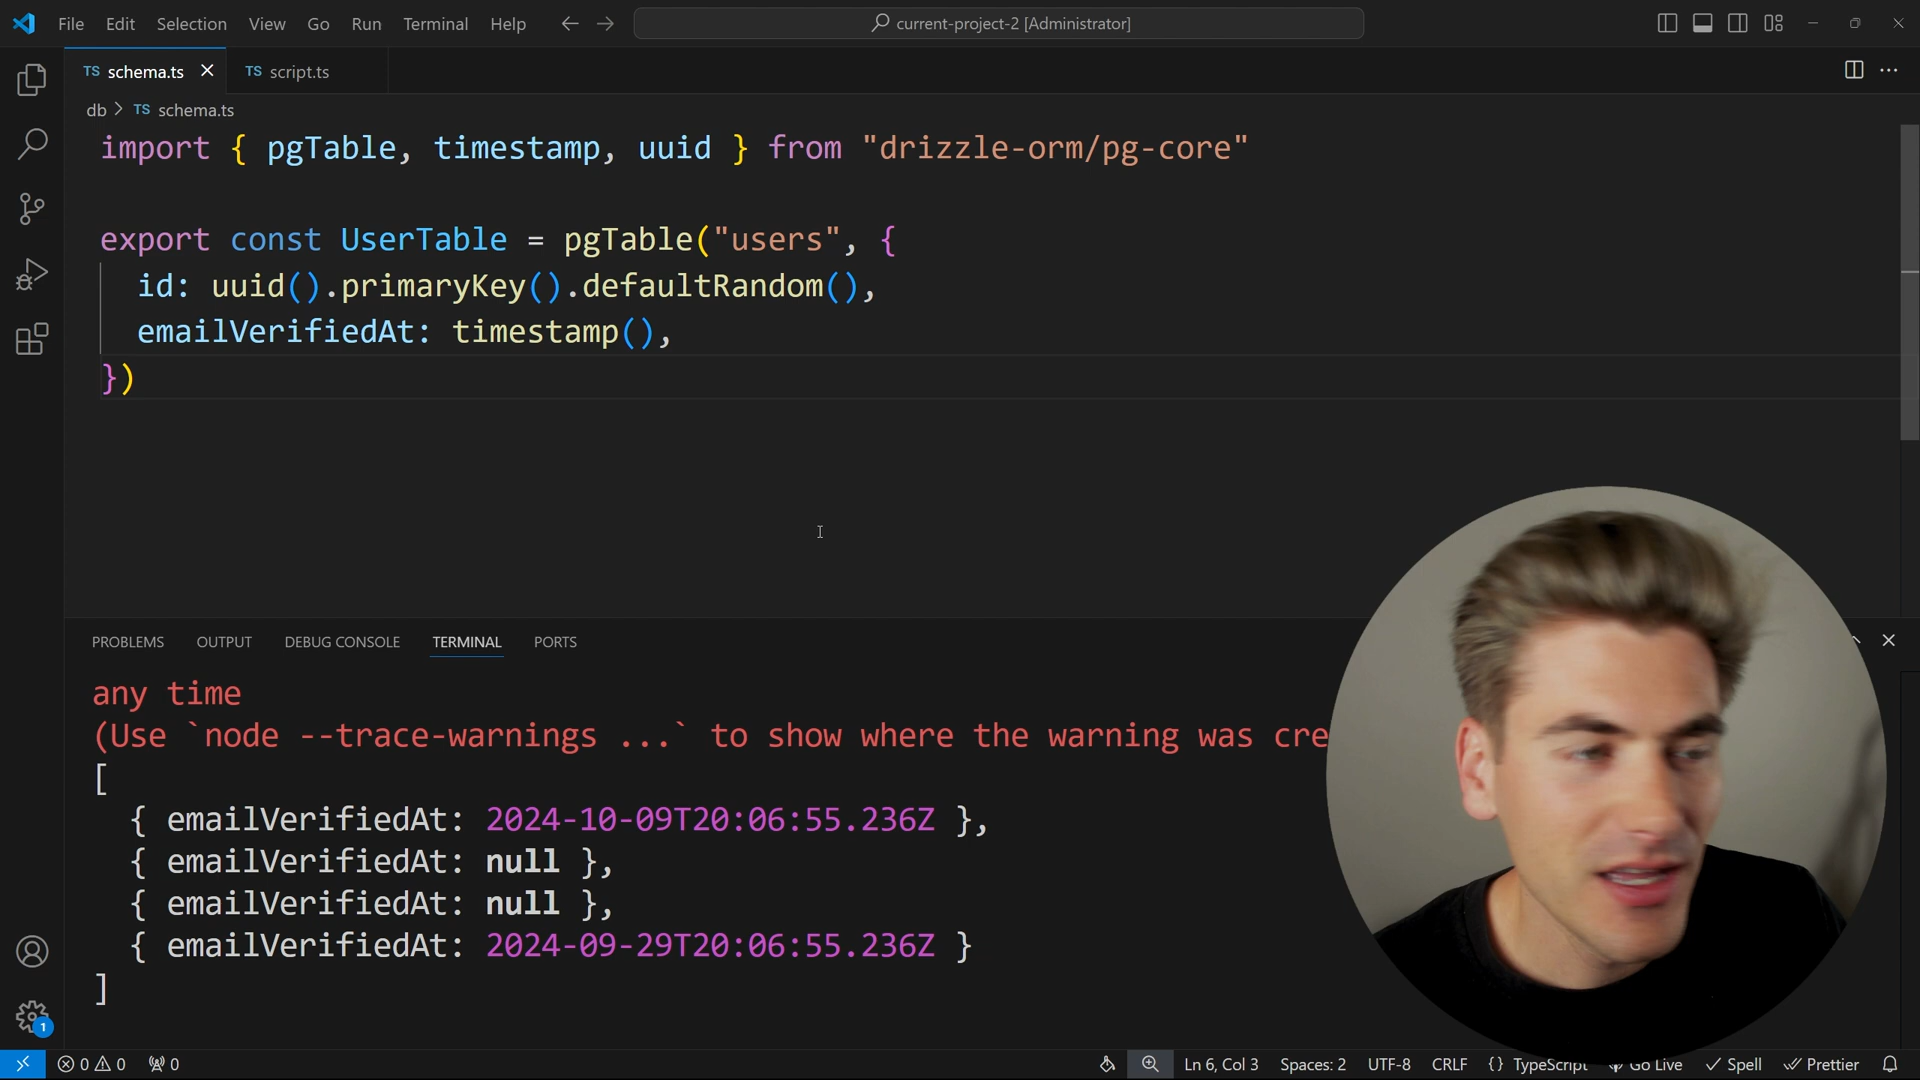 File Edit Selection View Go Run Terminal Help
current-project-2 [Administrator]
TS schema.ts
TS script.ts
db > TS schema.ts
import { pgTable, timestamp, uuid } from "drizzle-orm/pg-core"
export const UserTable = pgTable("users", {
id: uuid().primaryKey().defaultRandom(),
emailVerifiedAt: timestamp(),
})
PROBLEMS OUTPUT DEBUG CONSOLE TERMINAL PORTS
any time
(Use `node --trace-warnings ...` to show where the warning was cre
[
{ emailVerifiedAt: 2024-10-09T20:06:55.236Z },
{ emailVerifiedAt: null },
{ emailVerifiedAt: null },
{ emailVerifiedAt: 2024-09-29T20:06:55.236Z }
]
1
0 0 0 Ln 6, Col 3 Spaces: 2 UTF-8 CRLF {} TypeScript Go Live Spell Prettier